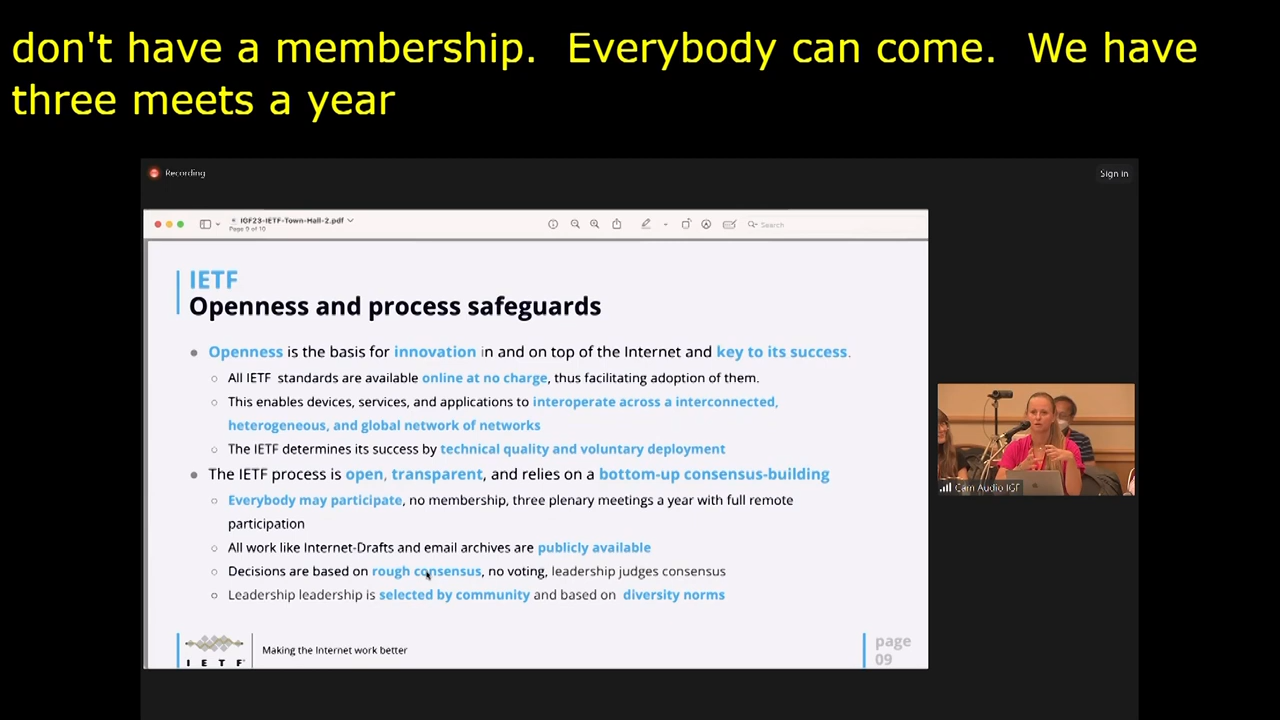 don't have a membership.  Everybody can come.  We have
three meets a year
Recording
Sign in
IGF23-IETF-Town-Hall-2.pdf
Page 9 of 10
Search
IETF
Openness and process safeguards
Openness is the basis for innovation in and on top of the Internet and key to its success.
All IETF standards are available online at no charge, thus facilitating adoption of them.
This enables devices, services, and applications to interoperate across a interconnected,
heterogeneous, and global network of networks
The IETF determines its success by technical quality and voluntary deployment
The IETF process is open, transparent, and relies on a bottom-up consensus-building
Everybody may participate, no membership, three plenary meetings a year with full remote
participation
All work like Internet-Drafts and email archives are publicly available
Decisions are based on rough consensus, no voting, leadership judges consensus
Leadership leadership is selected by community and based on diversity norms
Cam Audio IGF
I E T F
Making the Internet work better
page
09